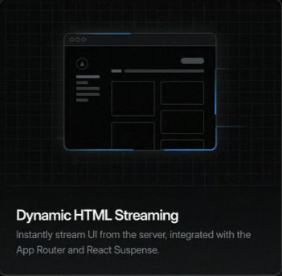 Dynamic HTML Streaming
Instantly stream UI from the server, integrated with the
App Router and React Suspense.